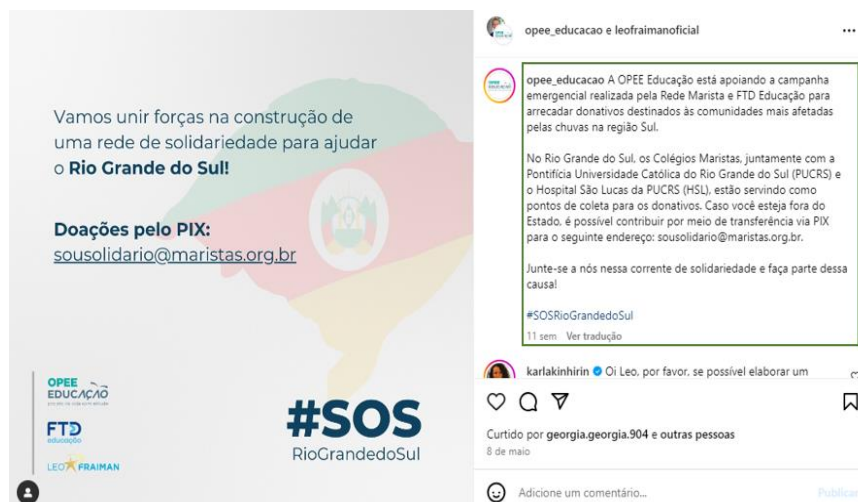 Vamos unir forças na construção de
uma rede de solidariedade para ajudar
o Rio Grande do Sul!
Doações pelo PIX:
sousolidario@maristas.org.br
OPEE
EDUCAÇÃO
FTD
educação
LEO FRAIMAN
#SOS
RioGrandedoSul
opee_educacao e leofraimanoficial
opee_educacao A OPEE Educação está apoiando a campanha
emergencial realizada pela Rede Marista e FTD Educação para
arrecadar donativos destinados às comunidades mais afetadas
pelas chuvas na região Sul.
No Rio Grande do Sul, os Colégios Maristas, juntamente com a
Pontifícia Universidade Católica do Rio Grande do Sul (PUCRS) e
o Hospital São Lucas da PUCRS (HSL), estão servindo como
pontos de coleta para os donativos. Caso você esteja fora do
Estado, é possível contribuir por meio de transferência via PIX
para o seguinte endereço: sousolidario@maristas.org.br.
Junte-se a nós nessa corrente de solidariedade e faça parte dessa
causa!
#SOSRioGrandedoSul
11 sem Ver tradução
karlakinhirin Oi Leo, por favor, se possível elaborar um
Curtido por georgia.georgia.904 e outras pessoas
8 de maio
Adicione um comentário...
Publicar